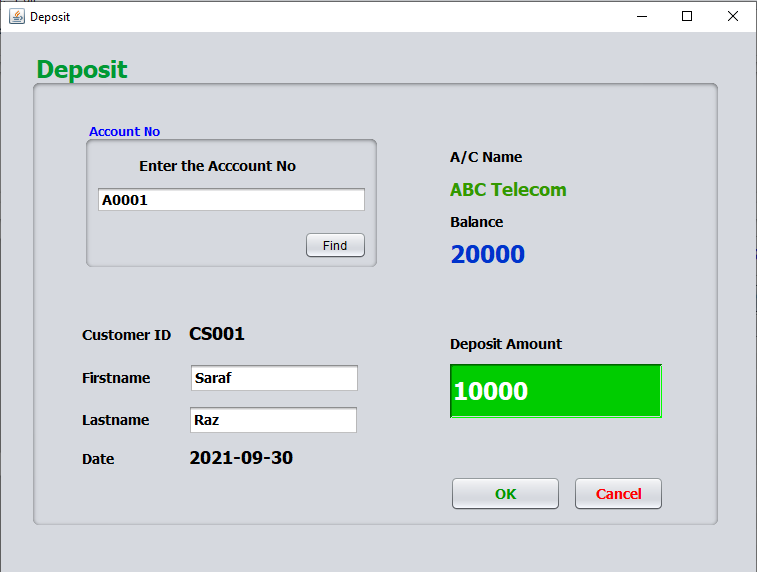 Deposit
Deposit
Account No
Enter the Acccount No
A0001
Find
A/C Name
ABC Telecom
Balance
20000
Customer ID CS001
Firstname Saraf
Lastname Raz
Date 2021-09-30
Deposit Amount
10000
OK Cancel